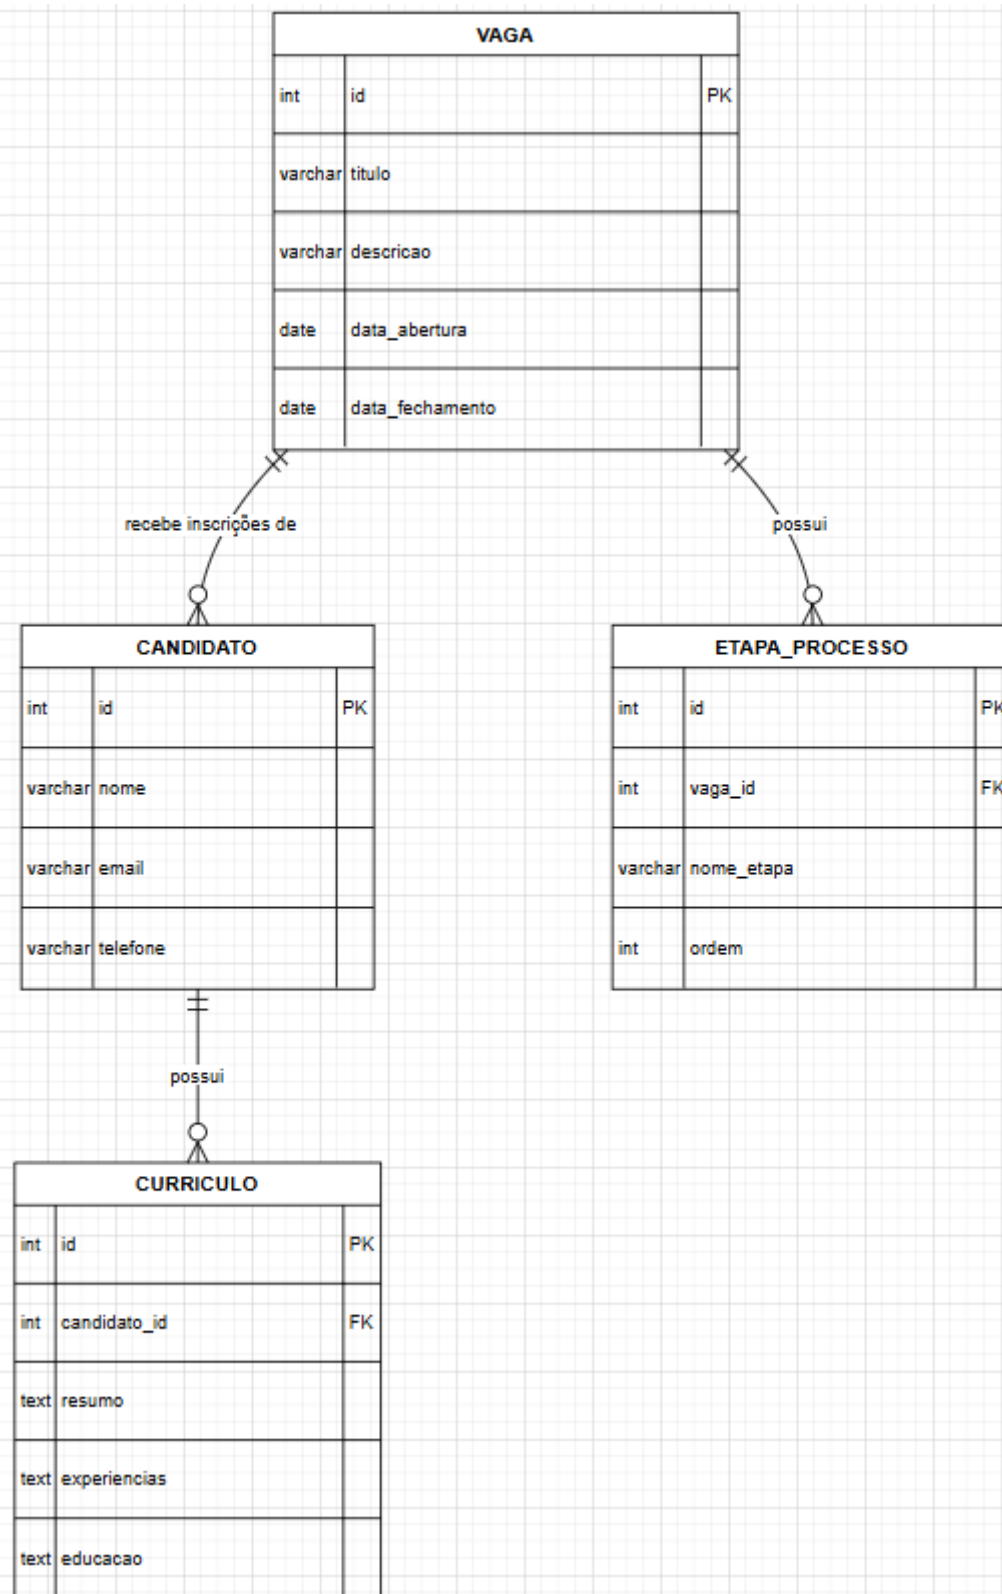 VAGA
int id PK
varchar titulo
varchar descricao
date data_abertura
date data_fechamento
recebe inscrições de
possui
CANDIDATO
int id PK
varchar nome
varchar email
varchar telefone
ETAPA_PROCESSO
int id PK
int vaga_id FK
varchar nome_etapa
int ordem
possui
CURRICULO
int id PK
int candidato_id FK
text resumo
text experiencias
text educacao